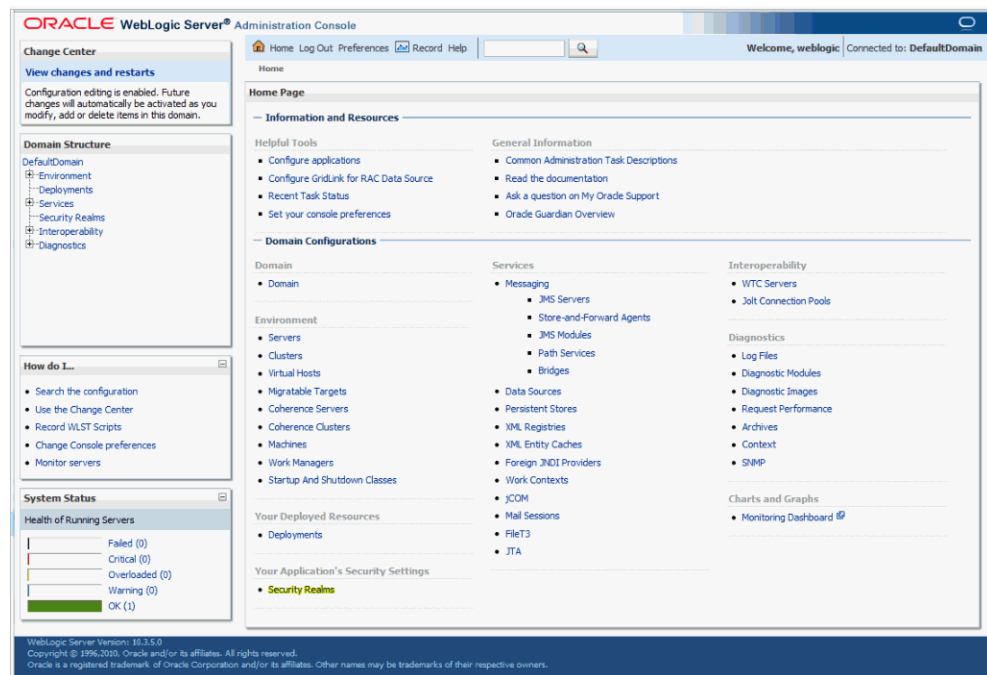 ORACLE WebLogic Server® Administration Console
Change Center
View changes and restarts
Configuration editing is enabled. Future
changes will automatically be activated as you
modify, add or delete items in this domain.
Domain Structure
DefaultDomain
Environment
Deployments
Services
Security Realms
Interoperability
Diagnostics
How do I...
Search the configuration
Use the Change Center
Record WLST Scripts
Change Console preferences
Monitor servers
System Status
Health of Running Servers
Failed (0)
Critical (0)
Overloaded (0)
Warning (0)
OK (1)
Home Log Out Preferences Record Help
Welcome, weblogic Connected to: DefaultDomain
Home
Home Page
Information and Resources
Helpful Tools
Configure applications
Configure GridLink for RAC Data Source
Recent Task Status
Set your console preferences
General Information
Common Administration Task Descriptions
Read the documentation
Ask a question on My Oracle Support
Oracle Guardian Overview
Domain Configurations
Domain
Domain
Environment
Servers
Clusters
Virtual Hosts
Migratable Targets
Coherence Servers
Coherence Clusters
Machines
Work Managers
Startup And Shutdown Classes
Your Deployed Resources
Deployments
Your Application's Security Settings
Security Realms
Services
Messaging
JMS Servers
Store-and-Forward Agents
JMS Modules
Path Services
Bridges
Data Sources
Persistent Stores
XML Registries
XML Entity Caches
Foreign JNDI Providers
Work Contexts
jCOM
Mail Sessions
FileT3
JTA
Interoperability
WTC Servers
Jolt Connection Pools
Diagnostics
Log Files
Diagnostic Modules
Diagnostic Images
Request Performance
Archives
Context
SNMP
Charts and Graphs
Monitoring Dashboard
WebLogic Server Version: 10.3.5.0
Copyright © 1996,2010, Oracle and/or its affiliates. All rights reserved.
Oracle is a registered trademark of Oracle Corporation and/or its affiliates. Other names may be trademarks of their respective owners.